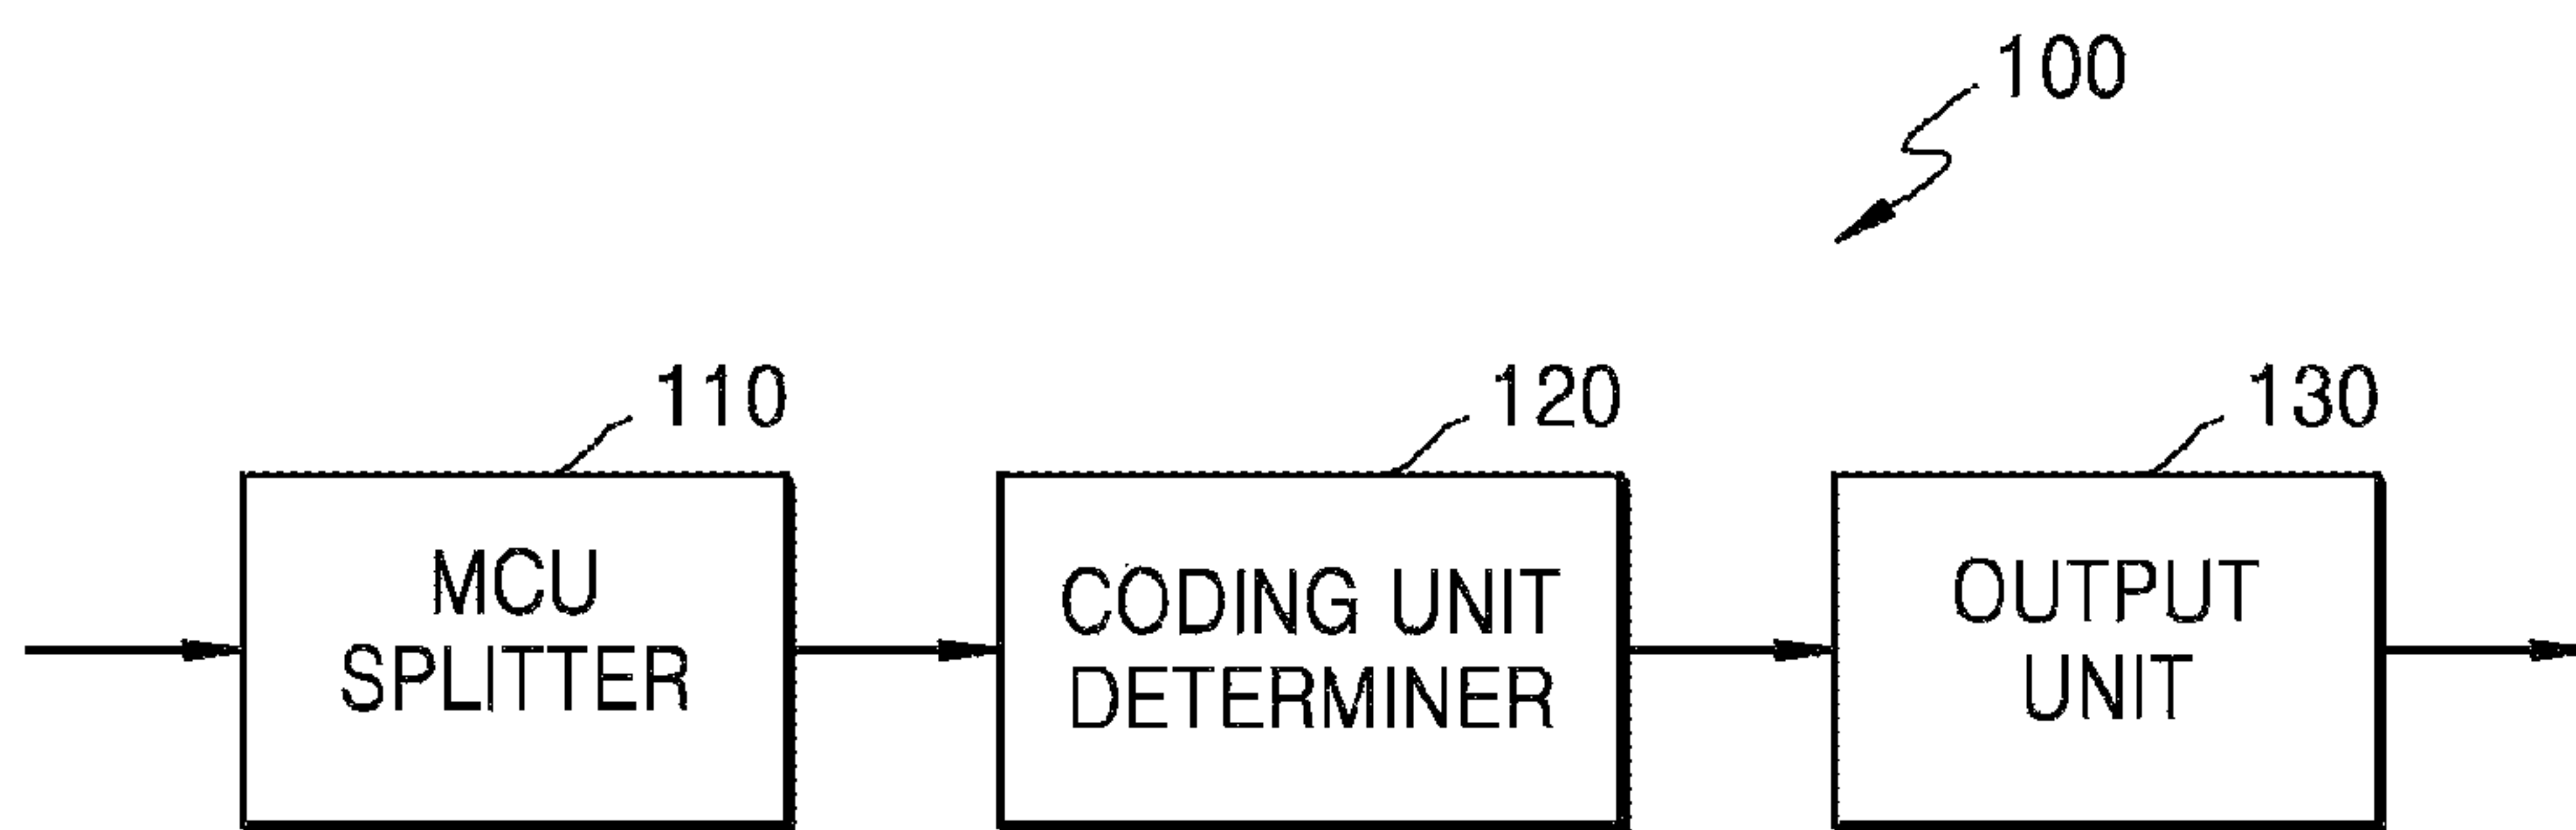 100
110
120
130
MCU
SPLITTER
CODING UNIT
DETERMINER
OUTPUT
UNIT